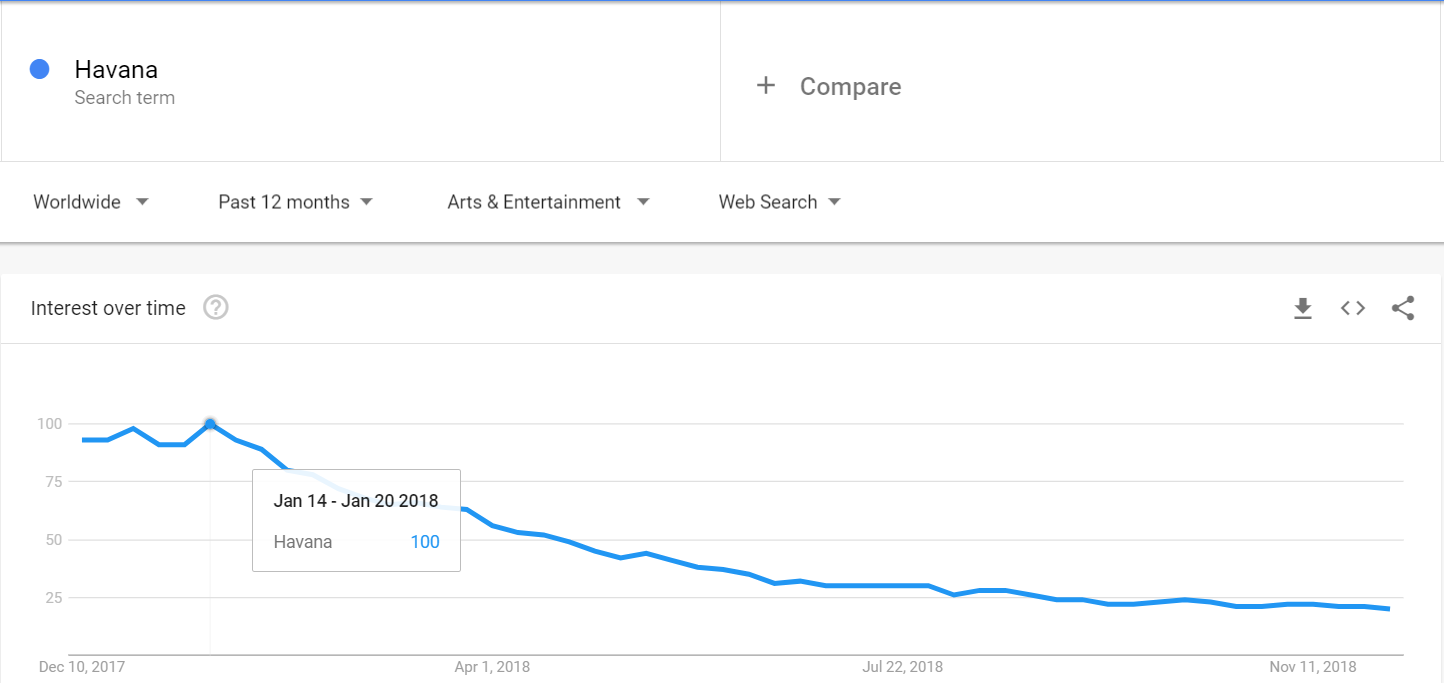 Havana
Search term
+ Compare
Worldwide
Past 12 months
Arts & Entertainment
Web Search
Interest over time ?
100
75
50
25
Jan 14 - Jan 20 2018
Havana 100
Dec 10, 2017
Apr 1, 2018
Jul 22, 2018
Nov 11, 2018